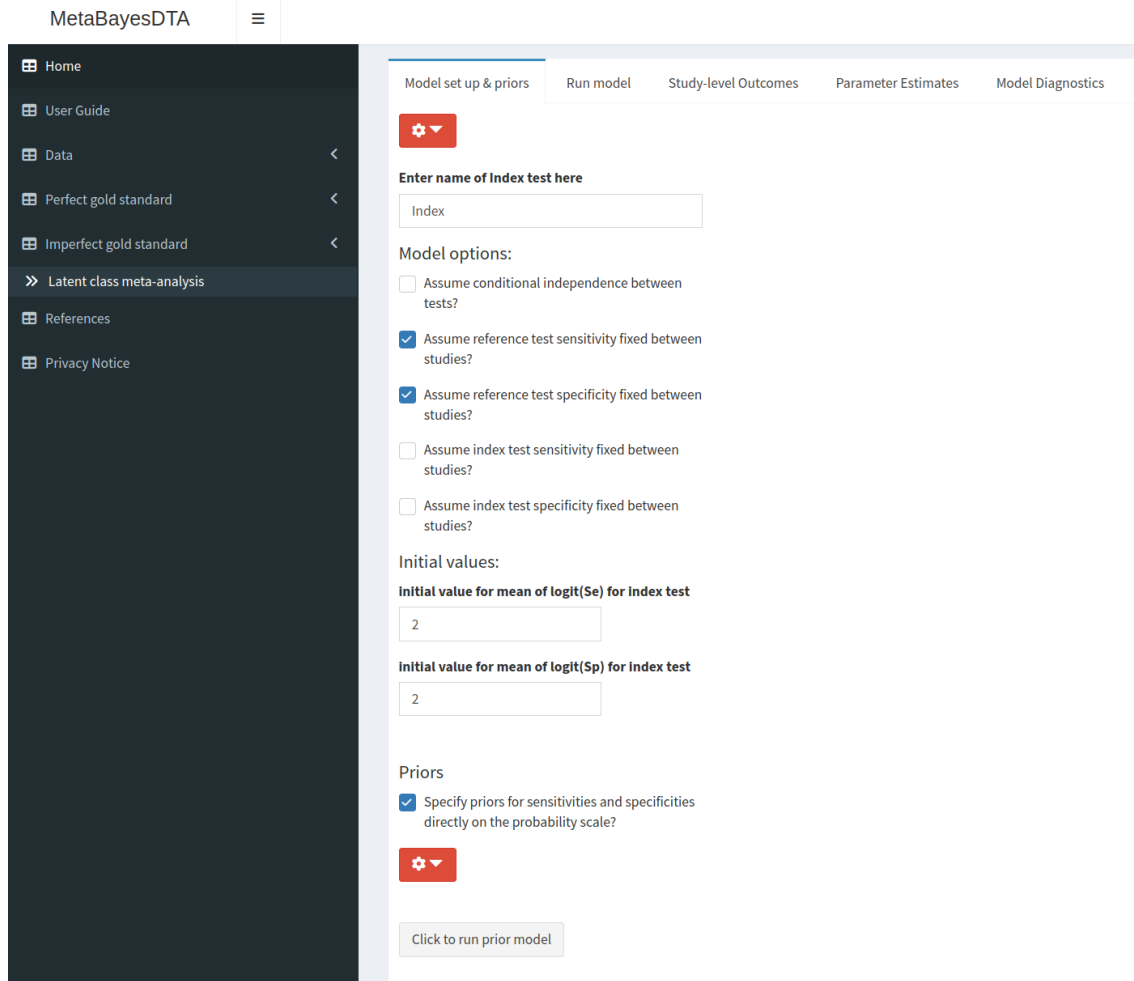 MetaBayesDTA
Home
User Guide
Data
Perfect gold standard
Imperfect gold standard
Latent class meta-analysis
References
Privacy Notice
Model set up & priors
Run model
Study-level Outcomes
Parameter Estimates
Model Diagnostics
Enter name of Index test here
Index
Model options:
Assume conditional independence between
tests?
Assume reference test sensitivity fixed between
studies?
Assume reference test specificity fixed between
studies?
Assume index test sensitivity fixed between
studies?
Assume index test specificity fixed between
studies?
Initial values:
initial value for mean of logit(Se) for index test
2
initial value for mean of logit(Sp) for index test
2
Priors
Specify priors for sensitivities and specificities
directly on the probability scale?
Click to run prior model